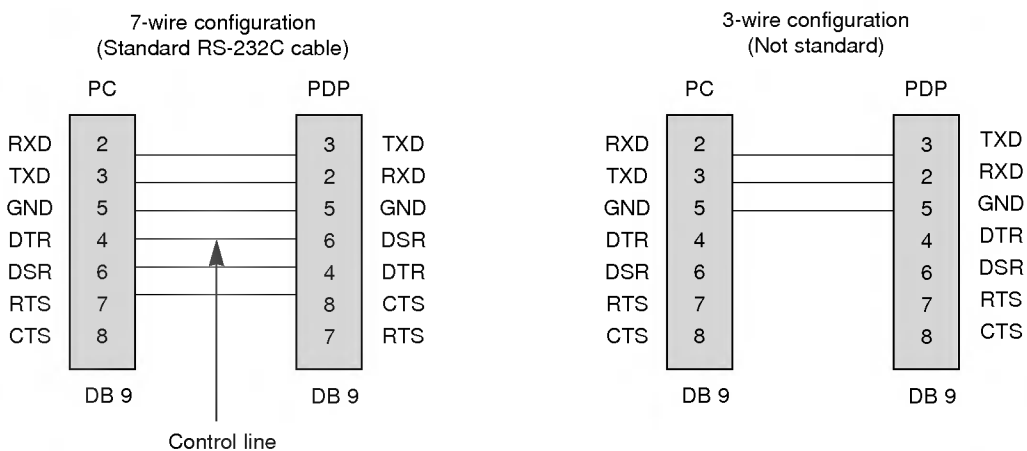 7-wire configuration
(Standard RS-232C cable)
PC PDP
RXD 2 3 TXD
TXD 3 2 RXD
GND 5 5 GND
DTR 4 6 DSR
DSR 6 4 DTR
RTS 7 8 CTS
CTS 8 7 RTS
DB 9 DB 9
Control line
3-wire configuration
(Not standard)
PC PDP
RXD 2 3 TXD
TXD 3 2 RXD
GND 5 5 GND
DTR 4 4 DTR
DSR 6 6 DSR
RTS 7 7 RTS
CTS 8 8 CTS
DB 9 DB 9